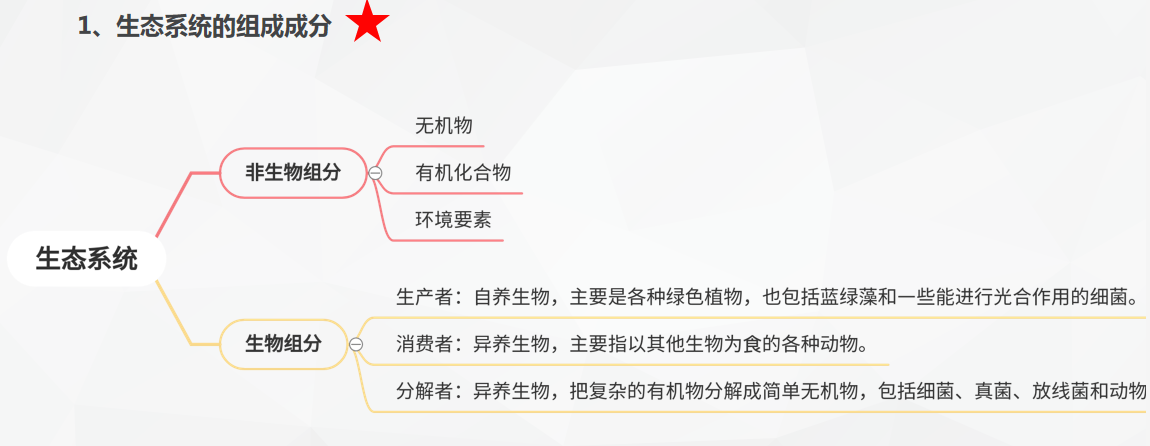 1、生态系统的组成成分
无机物
非生物组分
有机化合物
环境要素
生态系统
生产者：自养生物，主要是各种绿色植物，也包括蓝绿藻和一些能进行光合作用的细菌。
生物组分
消费者：异养生物，主要指以其他生物为食的各种动物。
分解者：异养生物，把复杂的有机物分解成简单无机物，包括细菌、真菌、放线菌和动物